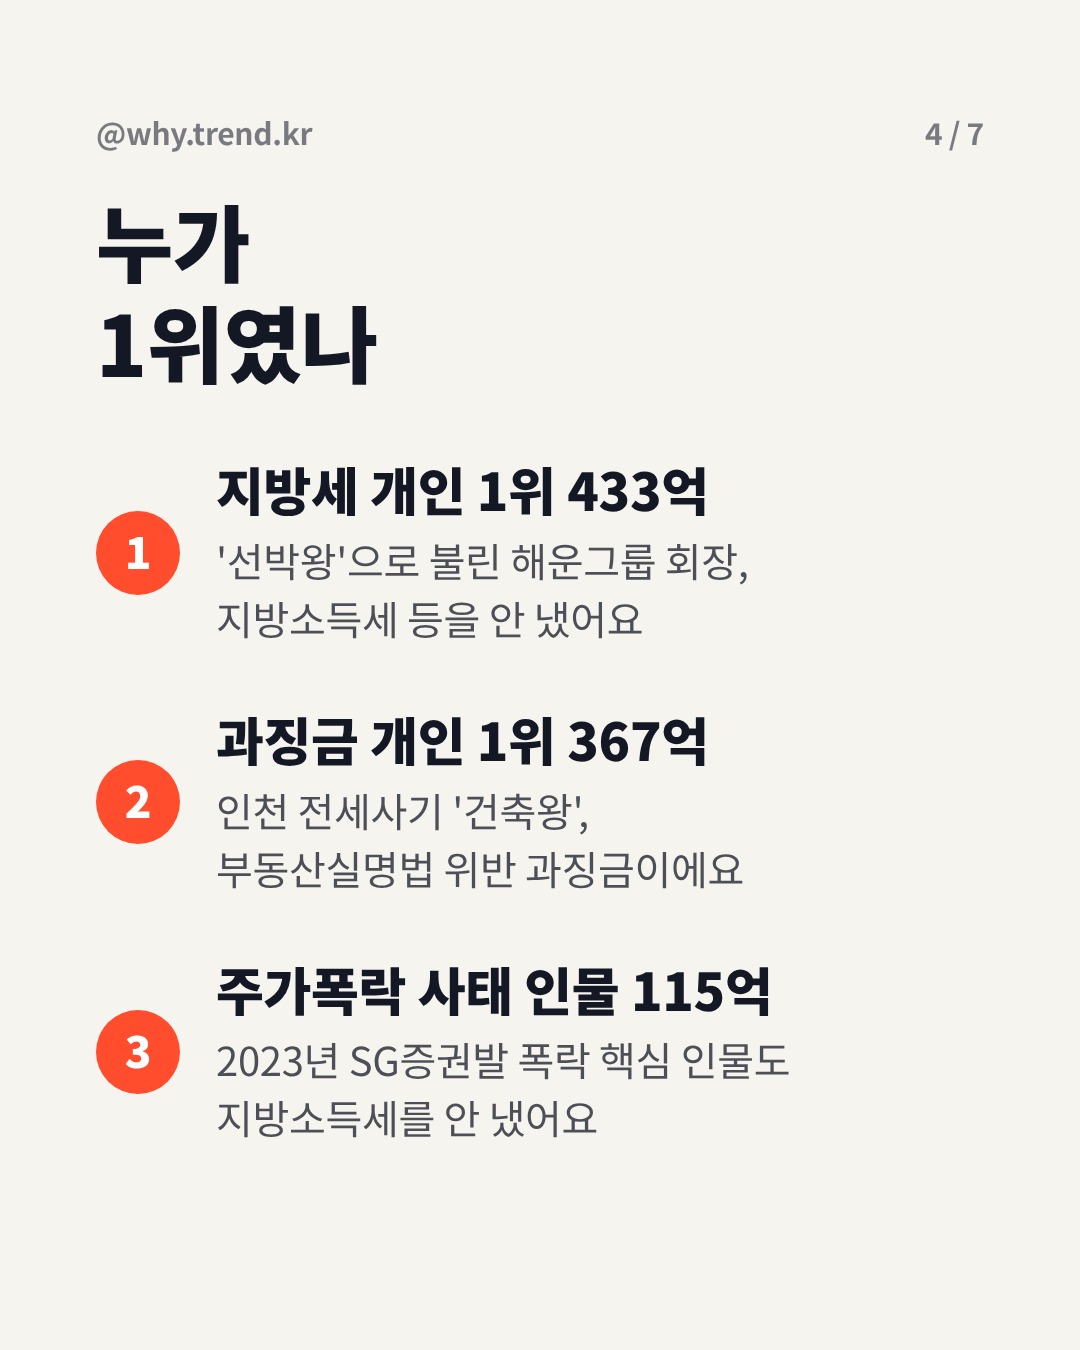 @why.trend.kr
4 / 7
누가
1위였나
1
지방세 개인 1위 433억
'선박왕'으로 불린 해운그룹 회장,
지방소득세 등을 안 냈어요
2
과징금 개인 1위 367억
인천 전세사기 '건축왕',
부동산실명법 위반 과징금이에요
3
주가폭락 사태 인물 115억
2023년 SG증권발 폭락 핵심 인물도
지방소득세를 안 냈어요